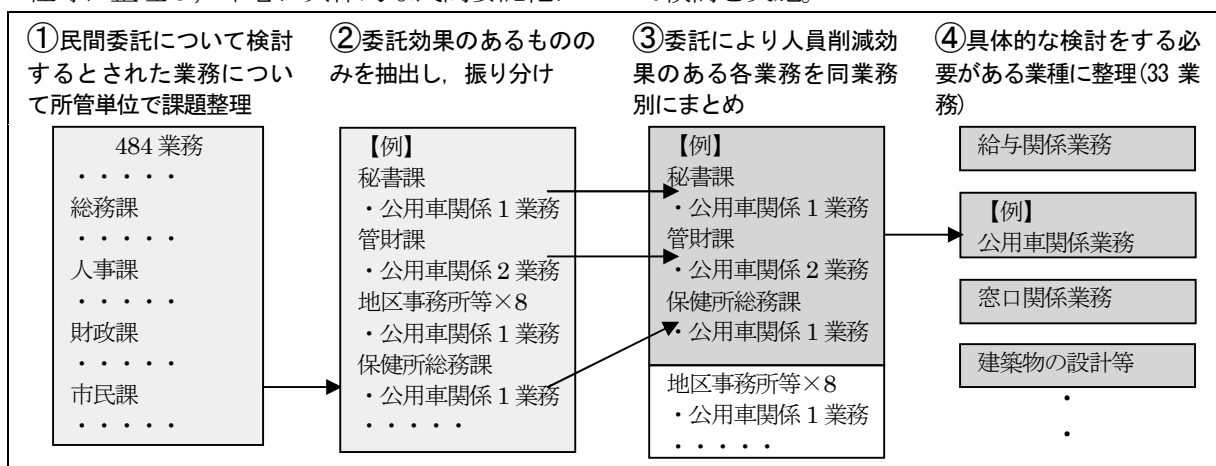 ①民間委託について検討
するとされた業務につい
て所管単位で課題整理
484 業務
・・・・・
総務課
・・・・・
人事課
・・・・・
財政課
・・・・・
市民課
・・・・・
②委託効果のあるものの
みを抽出し，振り分け
【例】
秘書課
・公用車関係 1 業務
管財課
・公用車関係 2 業務
地区事務所等×8
・公用車関係 1 業務
保健所総務課
・公用車関係 1 業務
・・・・・
③委託により人員削減効
果のある各業務を同業務
別にまとめ
【例】
秘書課
・公用車関係 1 業務
管財課
・公用車関係 2 業務
保健所総務課
・公用車関係 1 業務
地区事務所等×8
・公用車関係 1 業務
・・・・・
④具体的な検討をする必
要がある業種に整理(33 業
務)
給与関係業務
【例】
公用車関係業務
窓口関係業務
建築物の設計等
・
・